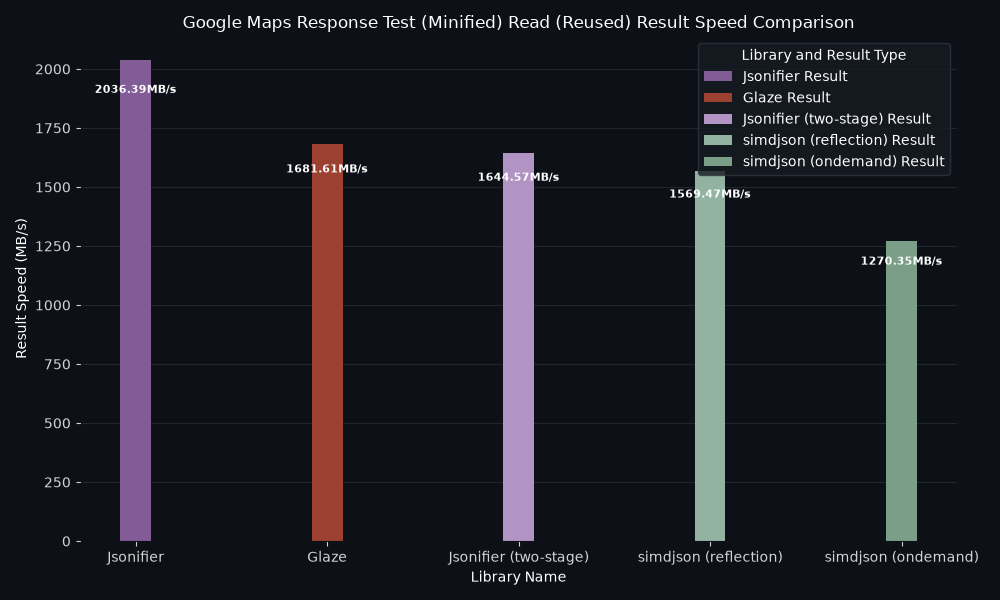 Google Maps Response Test (Minified) Read (Reused) Result Speed Comparison
Library and Result Type
Jsonifier Result
Glaze Result
Jsonifier (two-stage) Result
simdjson (reflection) Result
simdjson (ondemand) Result
2036.39MB/s
1681.61MB/s
1644.57MB/s
1569.47MB/s
1270.35MB/s
Result Speed (MB/s)
2000
1750
1500
1250
1000
750
500
250
0
Jsonifier
Glaze
Jsonifier (two-stage)
simdjson (reflection)
simdjson (ondemand)
Library Name